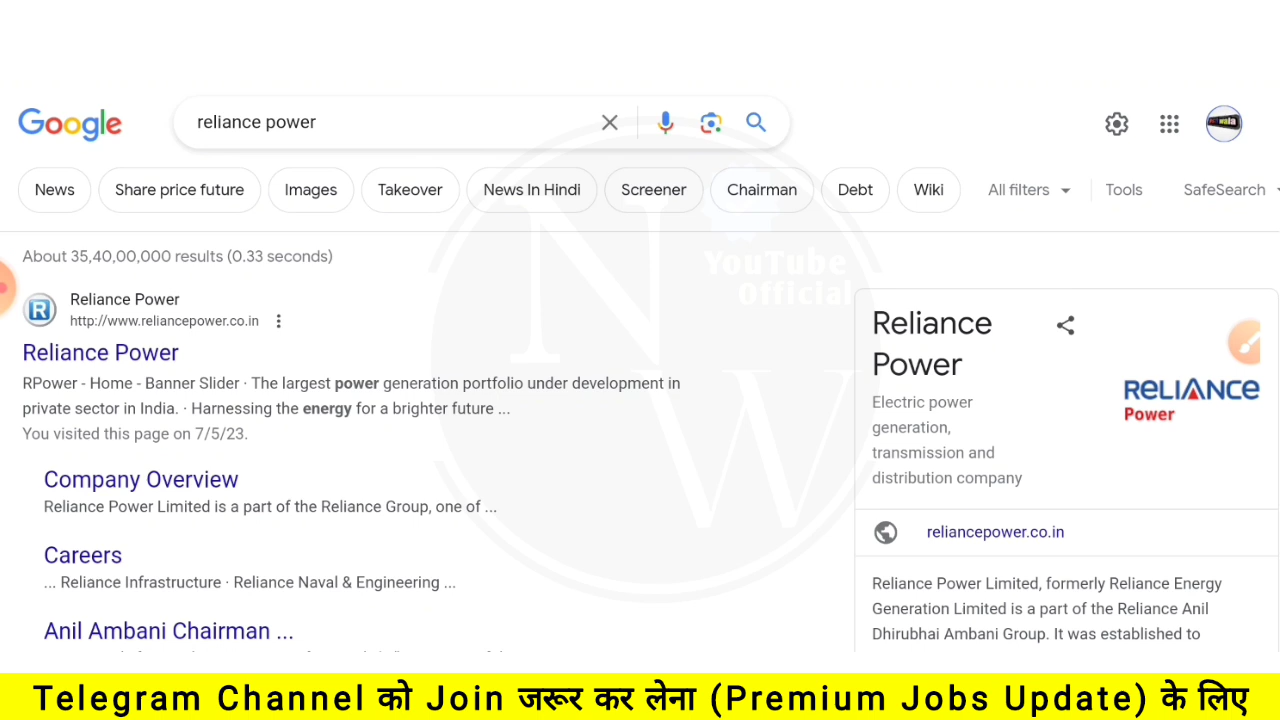 Google
reliance power
News
Share price future
Images
Takeover
News In Hindi
Screener
Chairman
Debt
Wiki
All filters
Tools
SafeSearch
About 35,40,00,000 results (0.33 seconds)
YouTube
Official
NW
R
Reliance Power
http://www.reliancepower.co.in
Reliance Power
RPower - Home - Banner Slider · The largest power generation portfolio under development in
private sector in India. · Harnessing the energy for a brighter future ...
You visited this page on 7/5/23.
Company Overview
Reliance Power Limited is a part of the Reliance Group, one of ...
Careers
... Reliance Infrastructure · Reliance Naval & Engineering ...
Anil Ambani Chairman ...
Reliance
Power
Electric power
generation,
transmission and
distribution company
RELIANCE
Power
reliancepower.co.in
Reliance Power Limited, formerly Reliance Energy
Generation Limited is a part of the Reliance Anil
Dhirubhai Ambani Group. It was established to
Telegram Channel को Join जरूर कर लेना (Premium Jobs Update) के लिए